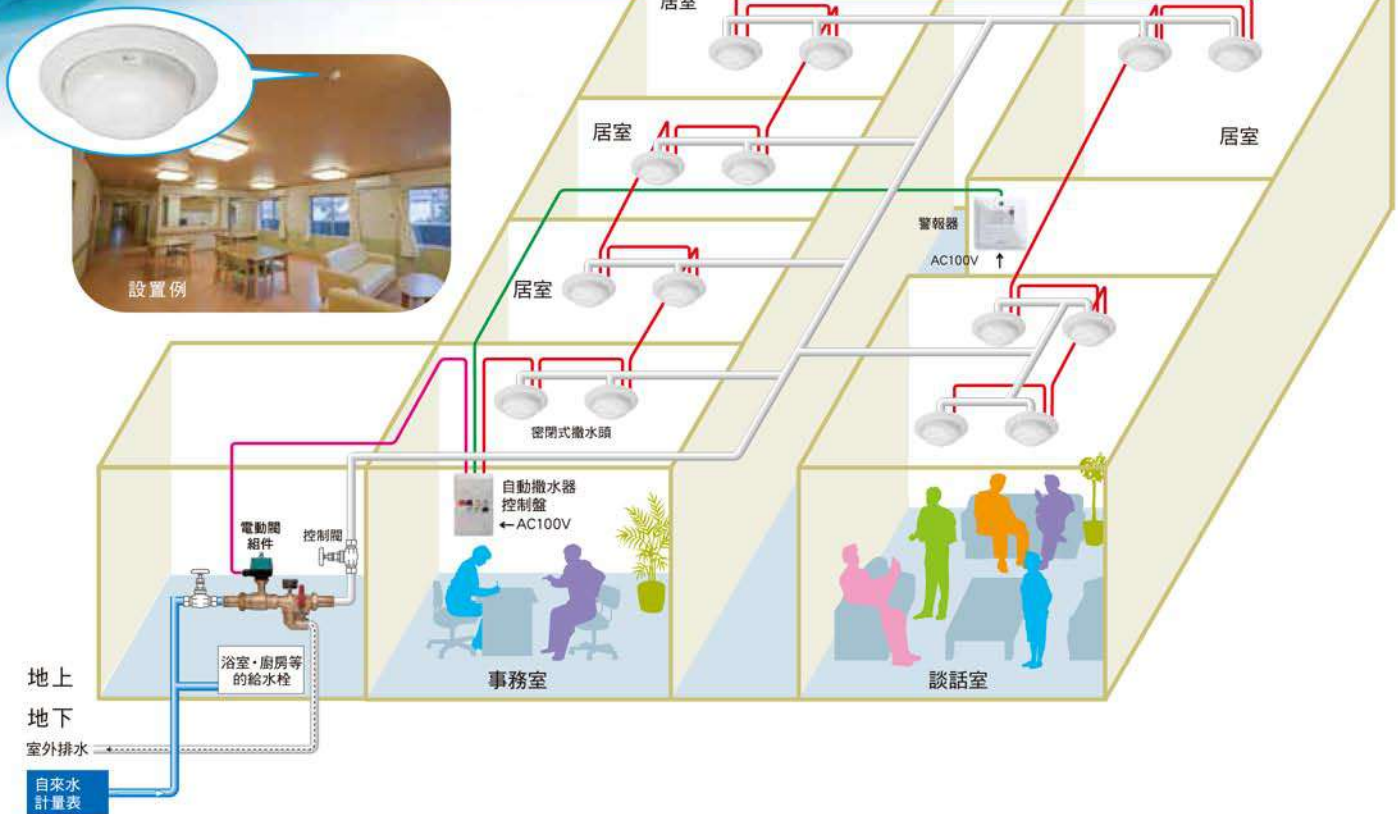 居室
居室
居室
警報器
AC100V ↑
設置例
居室
密閉式撒水頭
自動撒水器
控制盤
←AC100V
電動閥
組件
控制閥
浴室・廚房等
的給水栓
事務室
談話室
地上
地下
室外排水
自來水
計量表